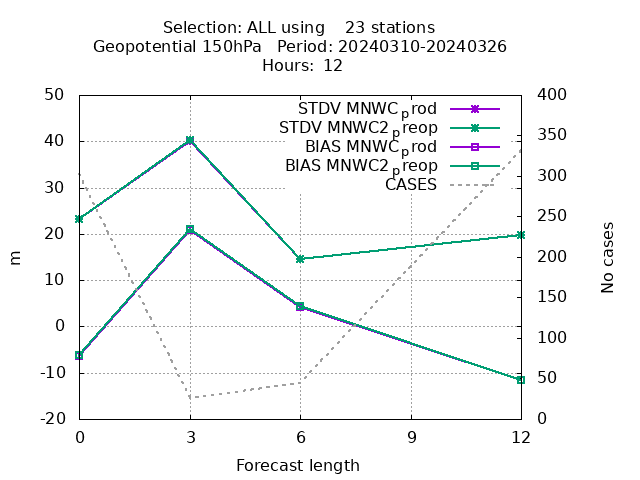 Selection: ALL using    23 stations
Geopotential 150hPa   Period: 20240310-20240326
Hours: 12
50
40
30
20
10
0
-10
-20
m
400
350
300
250
200
150
100
50
0
No cases
STDV MNWC_prod
STDV MNWC2_preop
BIAS MNWC_prod
BIAS MNWC2_preop
CASES
0 3 6 9 12
Forecast length